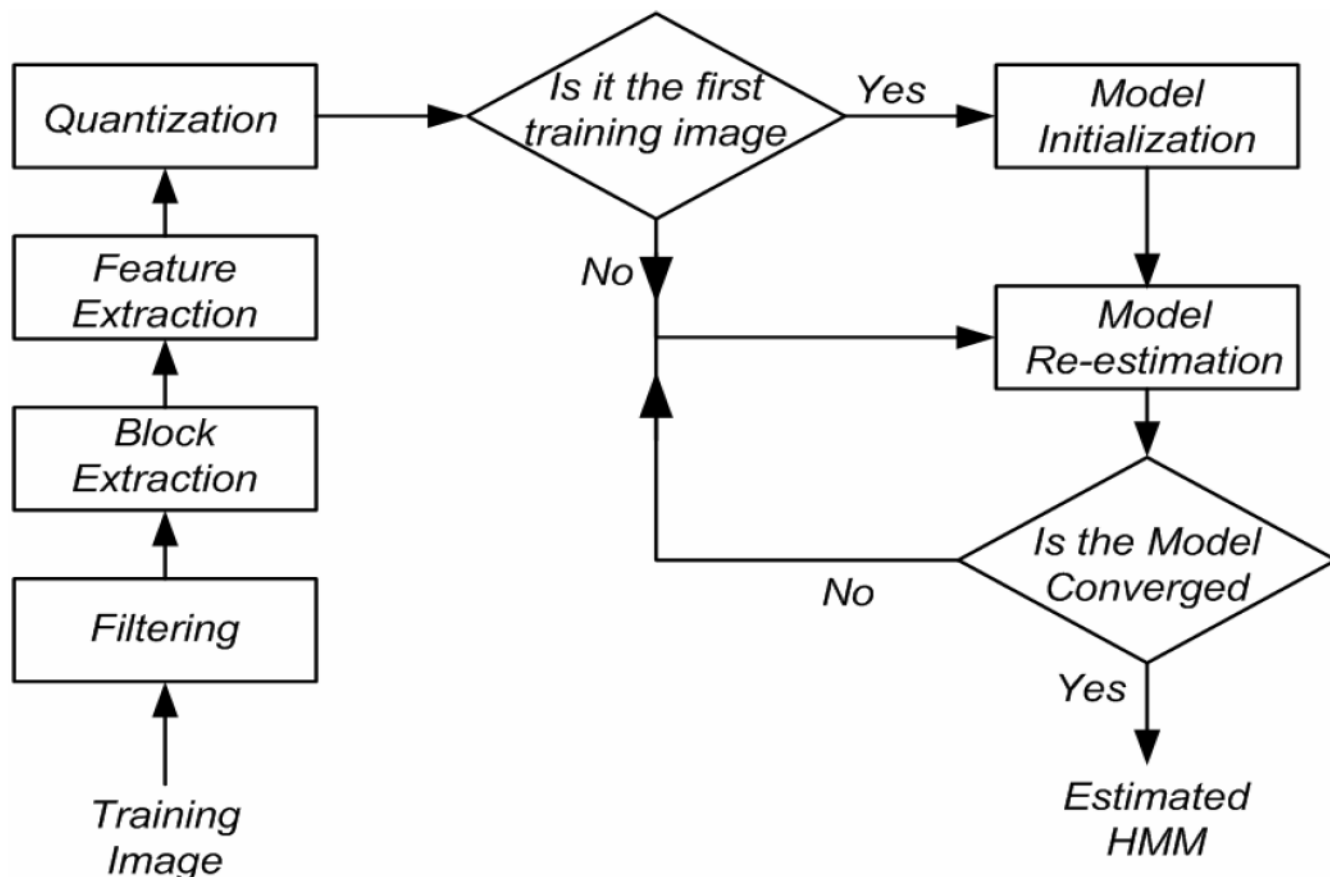 Quantization
Is it the first
training image
Yes
Model
Initialization
Feature
Extraction
No
Model
Re-estimation
Block
Extraction
Is the Model
Converged
No
Filtering
Yes
Training
Image
Estimated
HMM